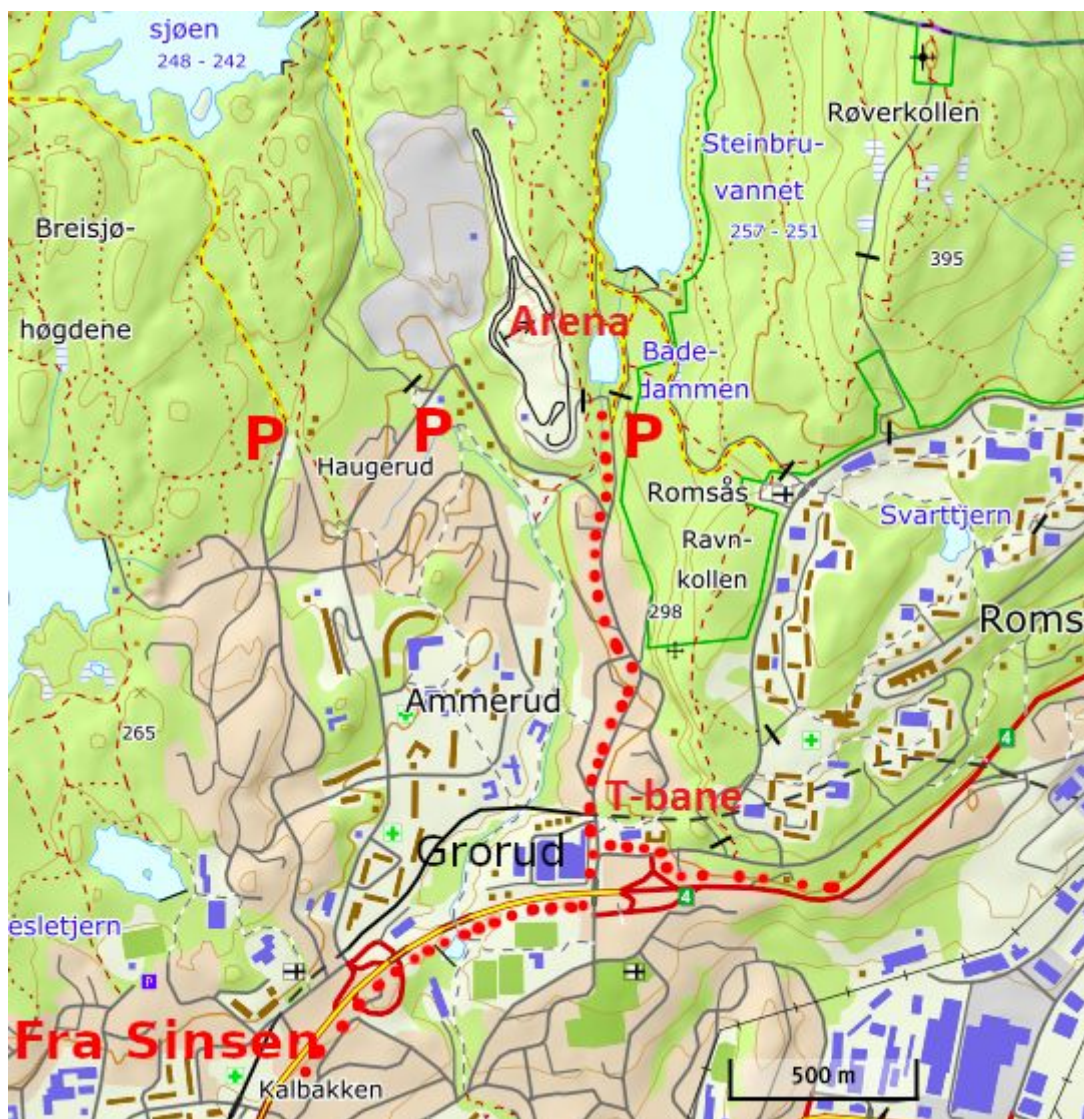 sjøen
248 - 242
Røverkollen
Steinbru-
vannet
257 - 251
Breisjø-
høgdene
395
Arena
Bade-
dammen
P
P
P
Haugerud
Romsås
Svarttjern
Ravn-
kollen
298
Roms
Ammerud
265
4
T-bane
Grorud
4
esletjern
P
Fra Sinsen
Kalbakken
500 m